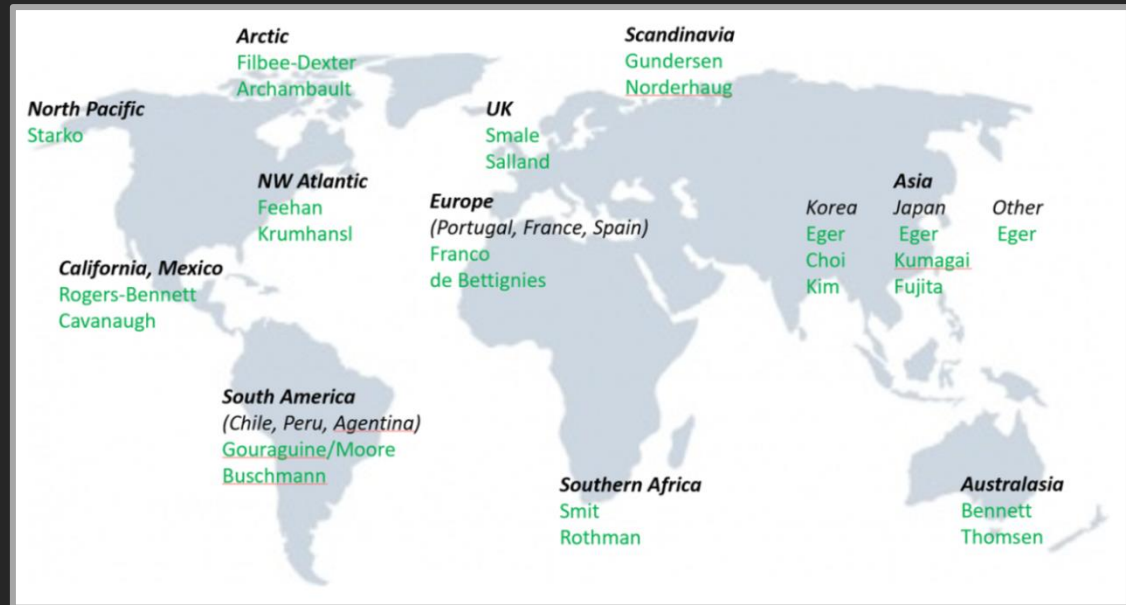 Arctic
Filbee-Dexter
Archambault
Scandinavia
Gundersen
Norderhaug
North Pacific
Starko
UK
Smale
Salland
NW Atlantic
Feehan
Krumhansl
Europe
(Portugal, France, Spain)
Franco
de Bettignies
Asia
Korea
Eger
Choi
Kim
Japan
Eger
Kumagai
Fujita
Other
Eger
California, Mexico
Rogers-Bennett
Cavanaugh
South America
(Chile, Peru, Agentina)
Gouraguine/Moore
Buschmann
Southern Africa
Smit
Rothman
Australasia
Bennett
Thomsen